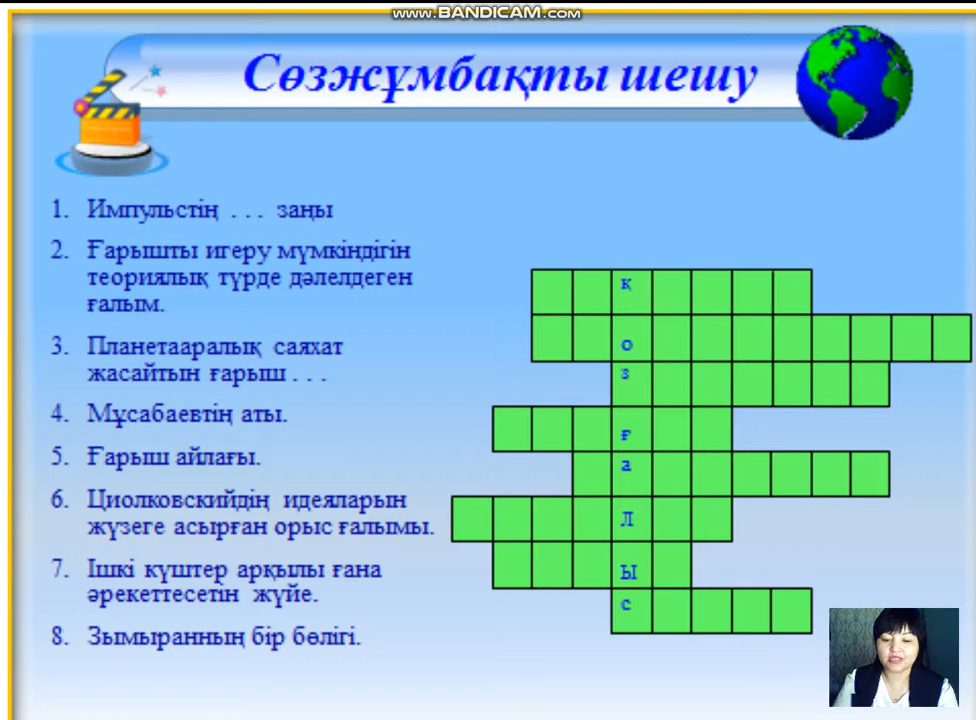 www.BANDICAM.com
Сөзжұмбақты шешу
1. Импульстің . . . заңы
2. Ғарышты игеру мүмкіндігін
теориялық түрде дәлелдеген
ғалым.
3. Планетааралық саяхат
жасайтын ғарыш . . .
4. Мұсабаевтің аты.
5. Ғарыш айлағы.
6. Циолковскийдің идеяларын
жүзеге асырған орыс ғалымы.
7. Ішкі күштер арқылы ғана
әрекеттесетін жүйе.
8. Зымыранның бір бөлігі.
қ
о
з
ғ
а
Л
Ы
с